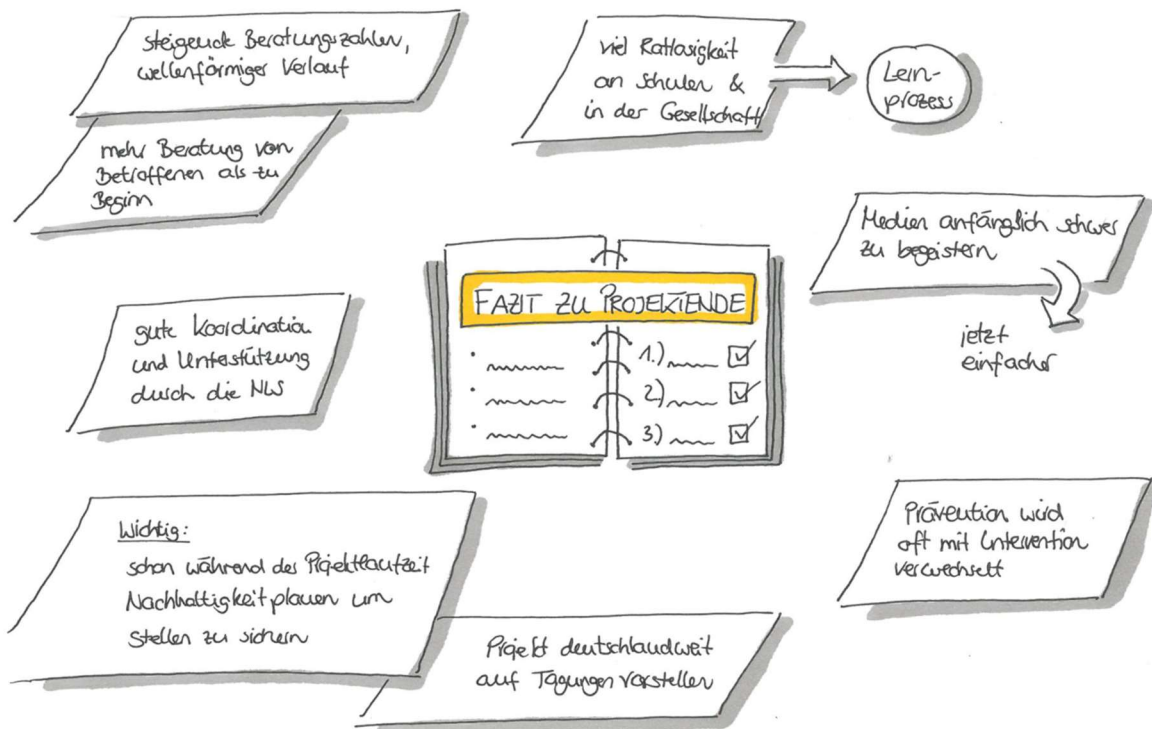 steigende Beratungszahlen,
wellenförmiger Verlauf
mehr Beratung von
Betroffenen als zu
Beginn
viel Ratlosigkeit
an Schulen &
in der Gesellschaft
Lern-
prozess
Medien anfänglich schwer
zu begeistern
jetzt
einfacher
FAZIT ZU PROJEKTENDE
1.)
2.)
3.)
gute Koordination
und Unterstützung
durch die NLS
Wichtig:
schon während der Projektlaufzeit
Nachhaltigkeit planen um
Stellen zu sichern
Projekt deutschlandweit
auf Tagungen vorstellen
Prävention wird
oft mit Intervention
verwechselt